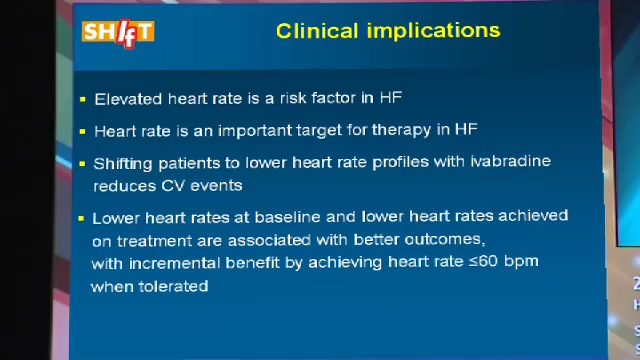 SHIfT
Clinical implications
Elevated heart rate is a risk factor in HF
Heart rate is an important target for therapy in HF
Shifting patients to lower heart rate profiles with ivabradine
reduces CV events
Lower heart rates at baseline and lower heart rates achieved
on treatment are associated with better outcomes,
with incremental benefit by achieving heart rate ≤60 bpm
when tolerated